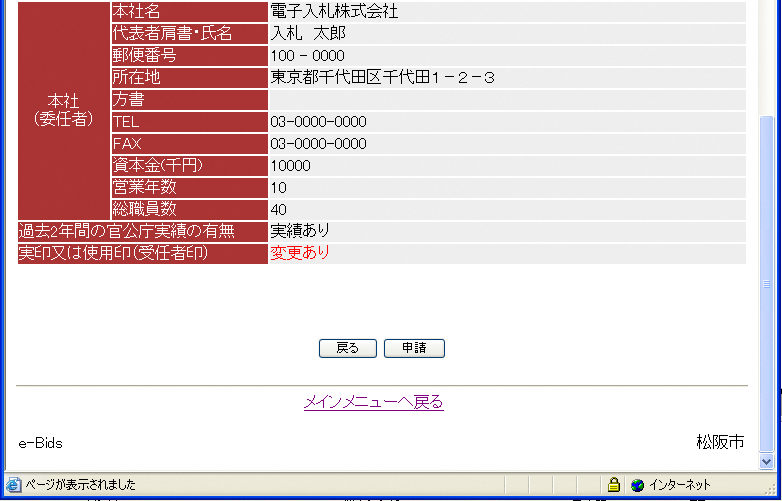 本社名 電子入札株式会社
代表者肩書・氏名 入札　太郎
郵便番号 100 - 0000
所在地 東京都千代田区千代田１－２－３
本社
（委任者）
方書
TEL 03-0000-0000
FAX 03-0000-0000
資本金(千円) 10000
営業年数 10
総職員数 40
過去2年間の官公庁実績の有無 実績あり
実印又は使用印（受任者印） 変更あり
戻る 申請
メインメニューへ戻る
e-Bids 松阪市
ページが表示されました インターネット